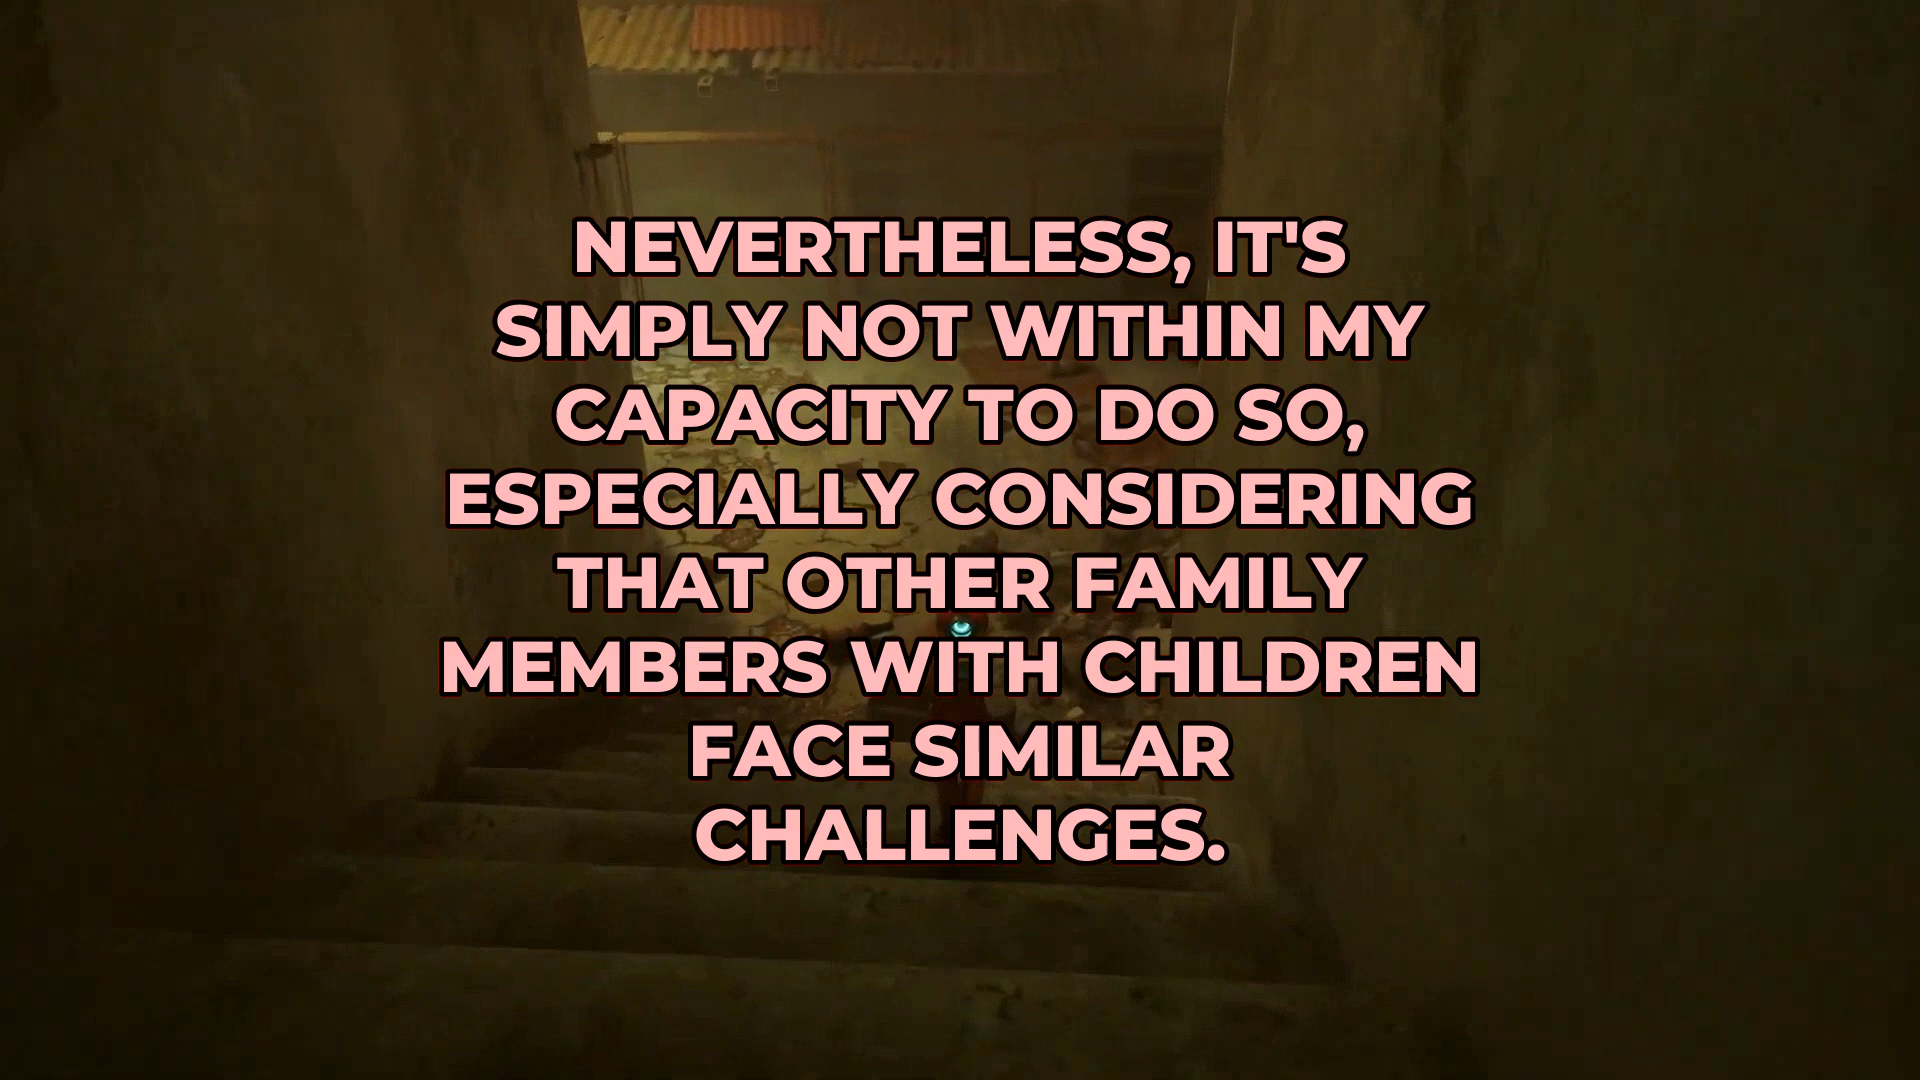 NEVERTHELESS, IT'S
SIMPLY NOT WITHIN MY
CAPACITY TO DO SO,
ESPECIALLY CONSIDERING
THAT OTHER FAMILY
MEMBERS WITH CHILDREN
FACE SIMILAR
CHALLENGES.